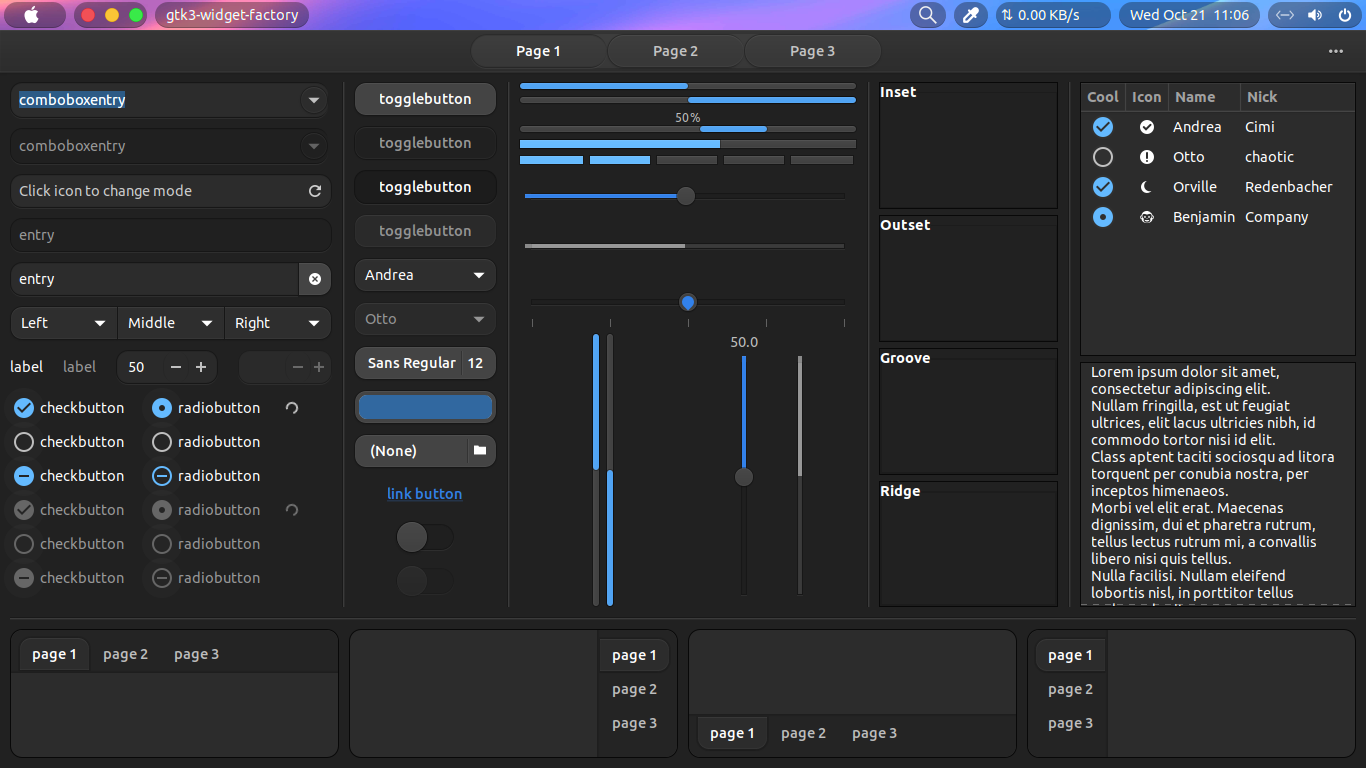 gtk3-widget-factory
0.00 KB/s
Wed Oct 21 11:06
Page 1
Page 2
Page 3
comboboxentry
comboboxentry
Click icon to change mode
entry
entry
Left
Middle
Right
label
label
50
checkbutton
radiobutton
checkbutton
radiobutton
checkbutton
radiobutton
checkbutton
radiobutton
checkbutton
radiobutton
checkbutton
radiobutton
togglebutton
togglebutton
togglebutton
togglebutton
Andrea
Otto
Sans Regular
12
(None)
link button
50%
50.0
Inset
Outset
Groove
Ridge
Cool Icon Name Nick
Andrea Cimi
Otto chaotic
Orville Redenbacher
Benjamin Company
Lorem ipsum dolor sit amet,
consectetur adipiscing elit.
Nullam fringilla, est ut feugiat
ultrices, elit lacus ultricies nibh, id
commodo tortor nisi id elit.
Class aptent taciti sociosqu ad litora
torquent per conubia nostra, per
inceptos himenaeos.
Morbi vel elit erat. Maecenas
dignissim, dui et pharetra rutrum,
tellus lectus rutrum mi, a convallis
libero nisi quis tellus.
Nulla facilisi. Nullam eleifend
lobortis nisl, in porttitor tellus
page 1
page 2
page 3
page 1
page 2
page 3
page 1
page 2
page 3
page 1
page 2
page 3